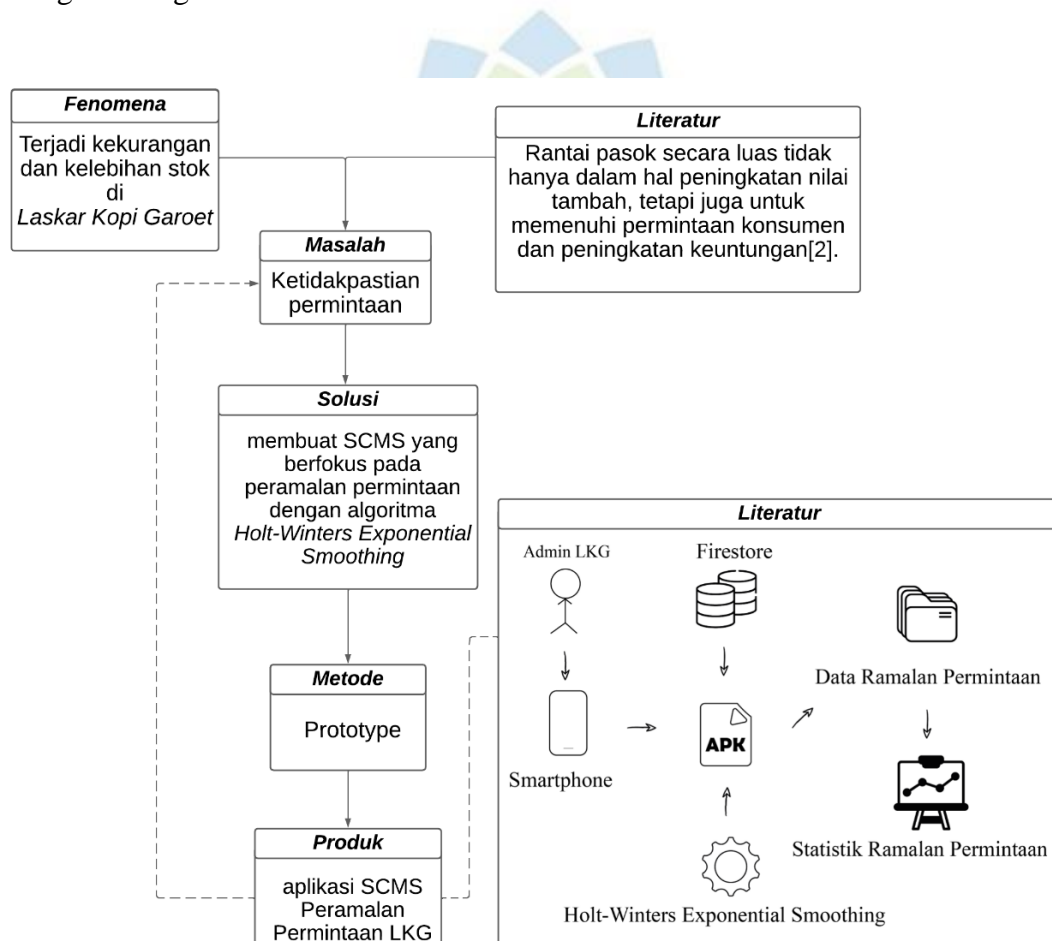 Fenomena
Terjadi kekurangan
dan kelebihan stok
di
Laskar Kopi Garoet
Literatur
Rantai pasok secara luas tidak
hanya dalam hal peningkatan nilai
tambah, tetapi juga untuk
memenuhi permintaan konsumen
dan peningkatan keuntungan[2].
Masalah
Ketidakpastian
permintaan
Solusi
membuat SCMS yang
berfokus pada
peramalan permintaan
dengan algoritma
Holt-Winters Exponential
Smoothing
Metode
Prototype
Produk
aplikasi SCMS
Peramalan
Permintaan LKG
Literatur
Admin LKG
Firestore
Data Ramalan Permintaan
APK
Smartphone
Statistik Ramalan Permintaan
Holt-Winters Exponential Smoothing